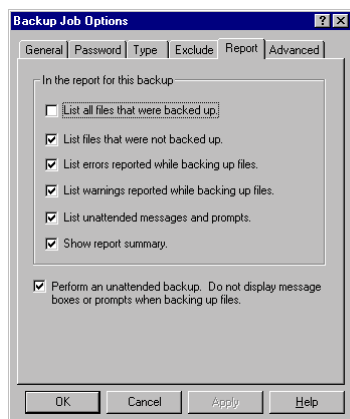 Backup Job Options
General Password Type Exclude Report Advanced
In the report for this backup
List all files that were backed up.
List files that were not backed up.
List errors reported while backing up files.
List warnings reported while backing up files.
List unattended messages and prompts.
Show report summary.
Perform an unattended backup. Do not display message
boxes or prompts when backing up files.
OK Cancel Apply Help